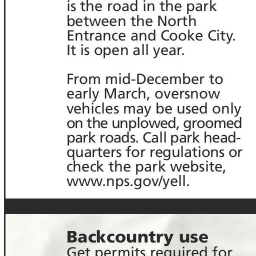 is the road in the park
between the North
Entrance and Cooke City.
It is open all year.
From mid-December to
early March, oversnow
vehicles may be used only
on the unplowed, groomed
park roads. Call park head-
quarters for regulations or
check the park website,
www.nps.gov/yell.
Backcountry use
Get permits required for